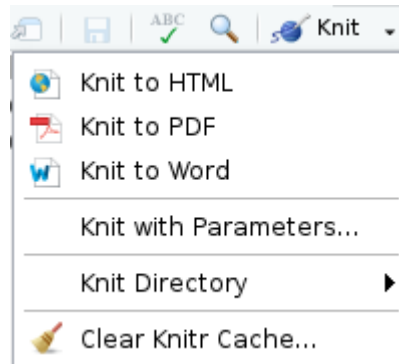 ABC Knit
Knit to HTML
Knit to PDF
Knit to Word
Knit with Parameters...
Knit Directory
Clear Knitr Cache...